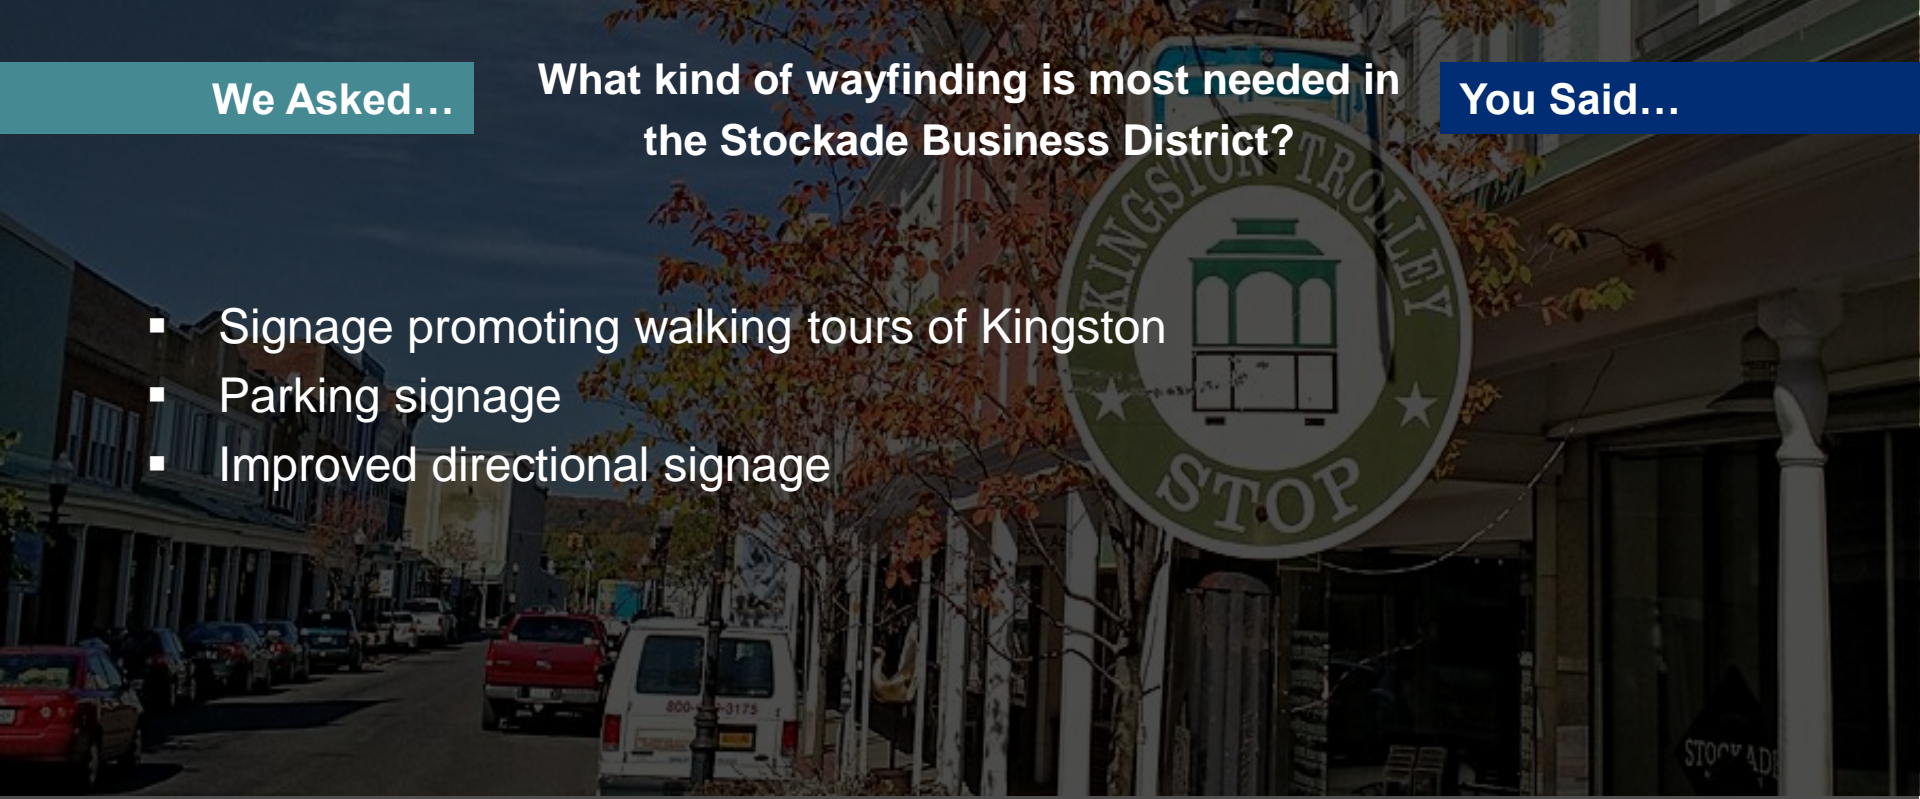 We Asked…
What kind of wayfinding is most needed in
the Stockade Business District?
You Said…
▪ Signage promoting walking tours of Kingston
▪ Parking signage
▪ Improved directional signage
KINGSTON TROLLEY
STOP
STOCKADE